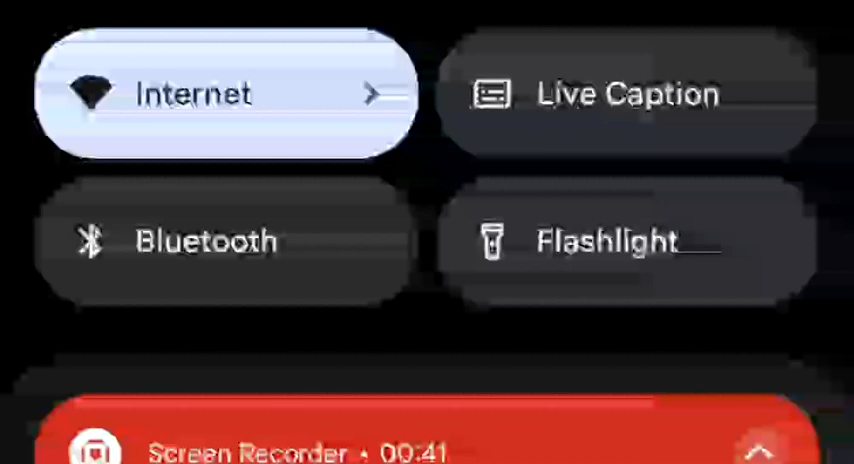 Internet
Live Caption
Bluetooth
Flashlight
Screen Recorder • 00:41